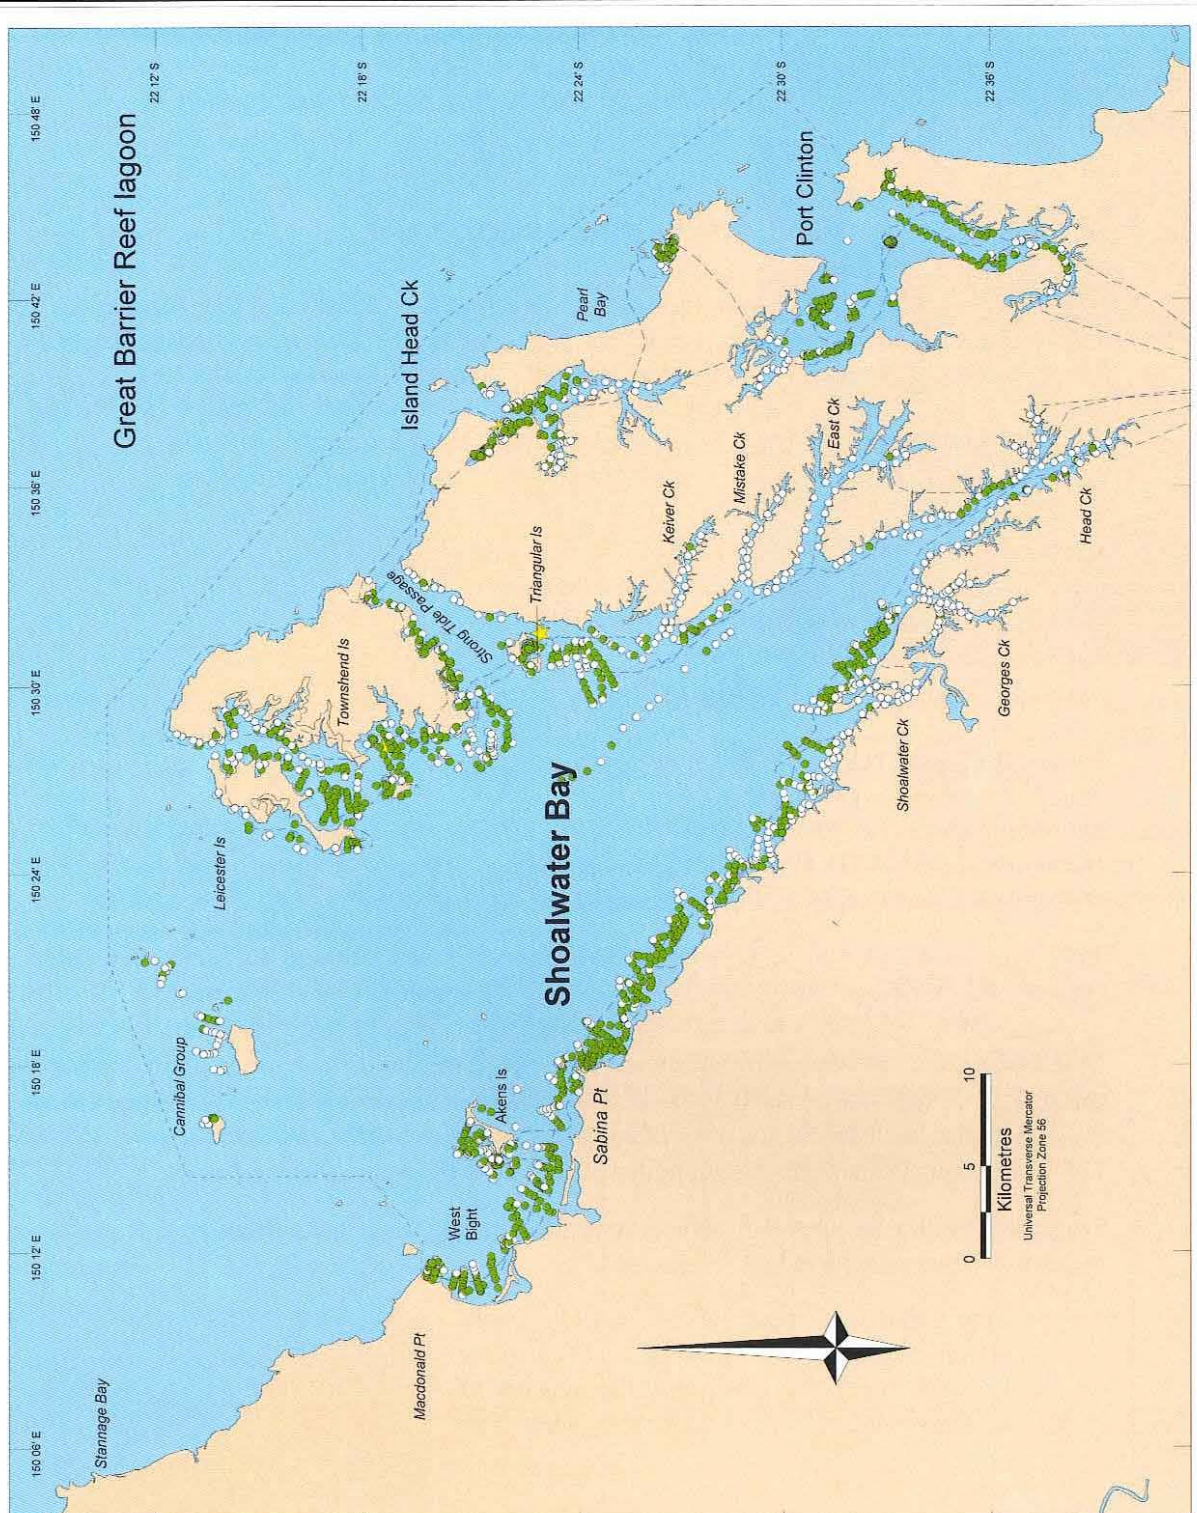 150 06' E
150 12' E
150 18' E
150 24' E
150 30' E
150 36' E
150 42' E
150 48' E
22 12' S
22 18' S
22 24' S
22 30' S
22 36' S
Great Barrier Reef lagoon
Stannage Bay
Cannibal Group
Leicester Is
Townshend Is
Island Head Ck
Strong Tide Passage
Pearl
Bay
Port Clinton
Macdonald Pt
West
Bight
Akens Is
Sabina Pt
Shoalwater Bay
Triangular Is
Keiver Ck
Mistake Ck
East Ck
Shoalwater Ck
Georges Ck
Head Ck
0 5 10
Kilometres
Universal Transverse Mercator
Projection Zone 56